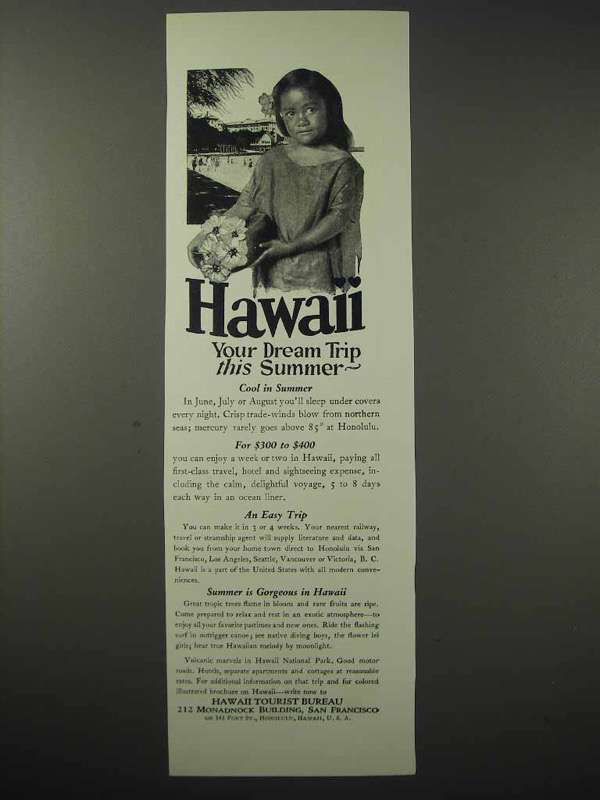 Hawaii
Your Dream Trip
this Summer~
Cool in Summer
In June, July or August you'll sleep under covers
every night. Crisp trade-winds blow from northern
seas; mercury rarely goes above 85° at Honolulu.
For $300 to $400
you can enjoy a week or two in Hawaii, paying all
first-class travel, hotel and sightseeing expense, in-
cluding the calm, delightful voyage, 5 to 8 days
each way in an ocean liner.
An Easy Trip
You can make it in 3 or 4 weeks. Your nearest railway,
travel or steamship agent will supply literature and data, and
book you from your home town direct to Honolulu via San
Francisco, Los Angeles, Seattle, Vancouver or Victoria, B. C.
Hawaii is a part of the United States with all modern conve-
niences.
Summer is Gorgeous in Hawaii
Great tropic trees flame in bloom and rare fruits are ripe.
Come prepared to relax and rest in an exotic atmosphere—to
enjoy all your favorite pastimes and new ones. Ride the flashing
surf in outrigger canoe; see native diving boys, the flower lei
girls; hear true Hawaiian melody by moonlight.
Volcanic marvels in Hawaii National Park. Good motor
roads. Hotels, separate apartments and cottages at reasonable
rates. For additional information on that trip and for colored
illustrated brochure on Hawaii—write now to
HAWAII TOURIST BUREAU
212 MONADNOCK BUILDING, SAN FRANCISCO
OR 342 FORT ST., HONOLULU, HAWAII, U. S. A.